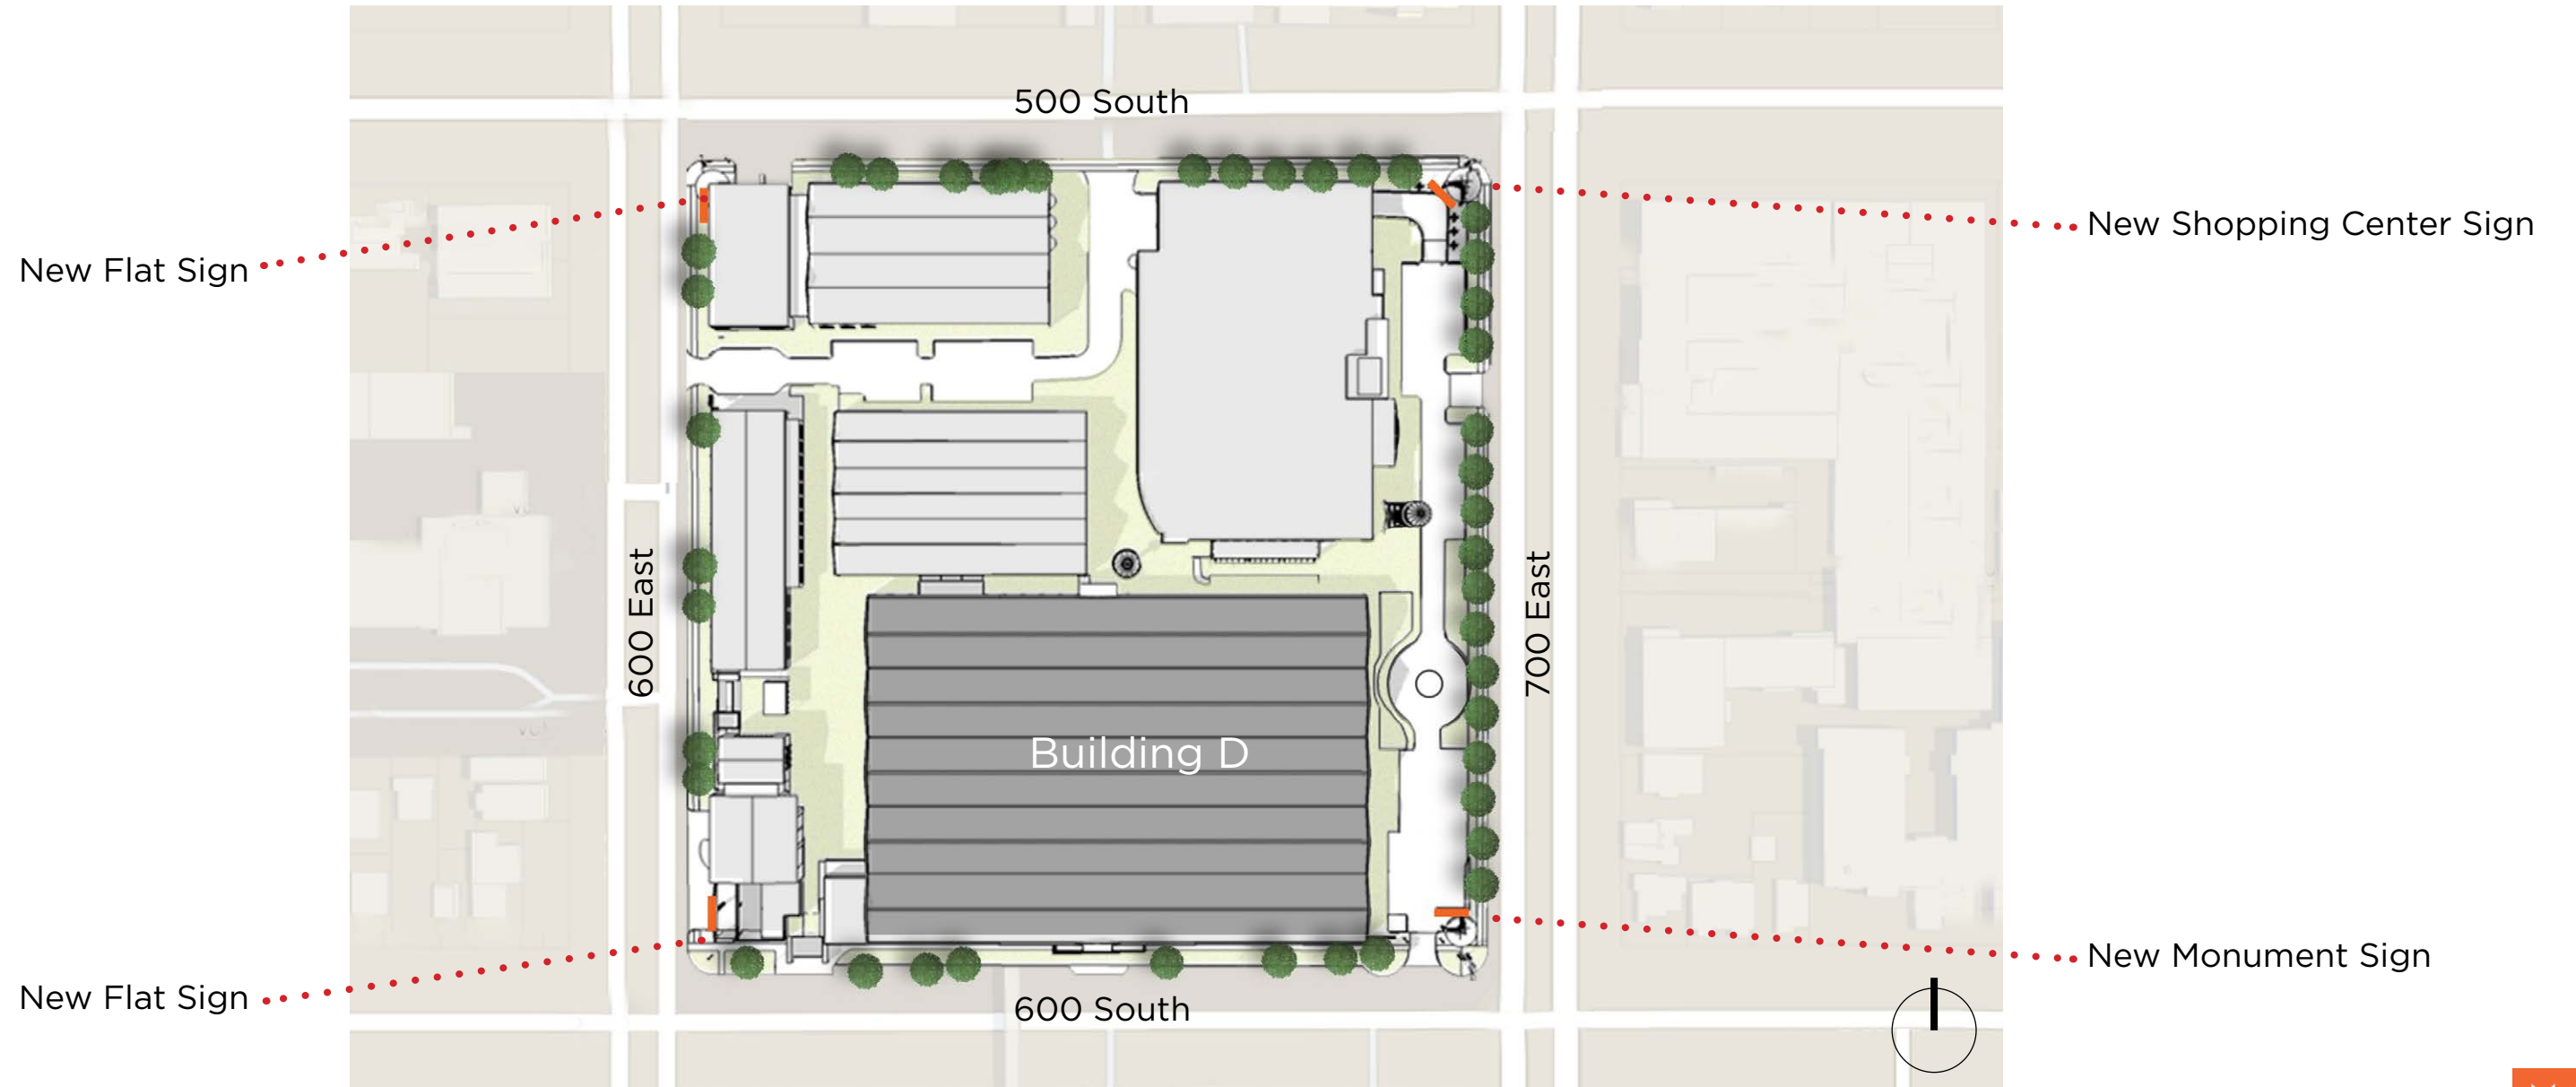 500 South
New Shopping Center Sign
New Flat Sign
600 East
700 East
Building D
New Monument Sign
New Flat Sign
600 South